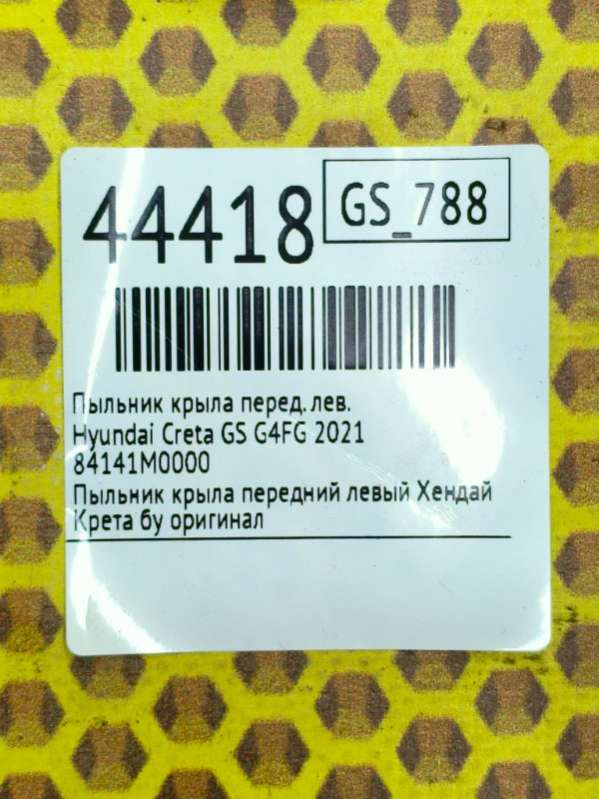 44418
GS_788
Пыльник крыла перед. лев.
Hyundai Creta GS G4FG 2021
84141M0000
Пыльник крыла передний левый Хендай
Крета бу оригинал